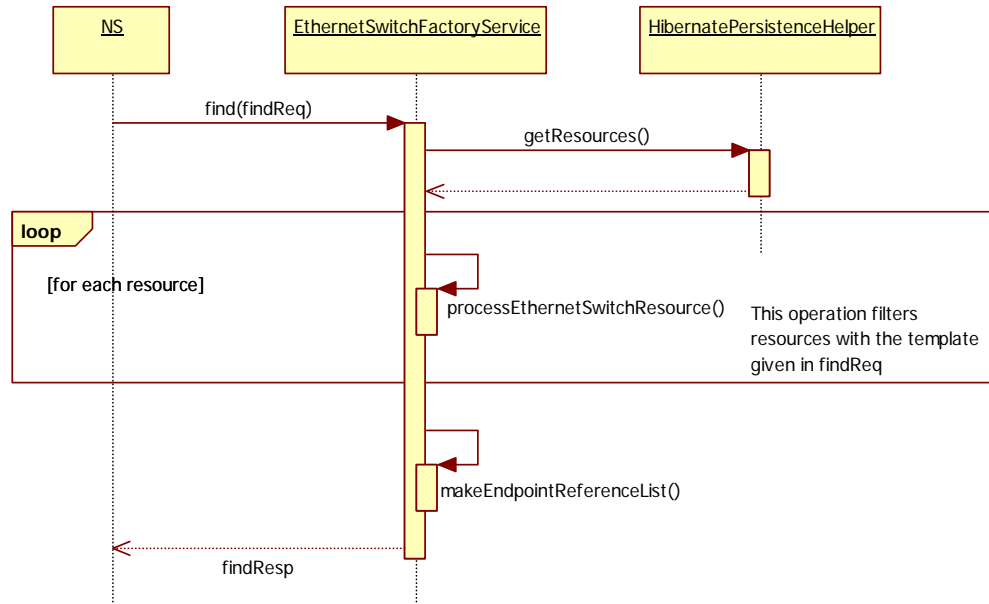 NS
EthernetSwitchFactoryService
HibernatePersistenceHelper
find(findReq)
getResources()
loop
[for each resource]
processEthernetSwitchResource()
This operation filters
resources with the template
given in findReq
makeEndpointReferenceList()
findResp